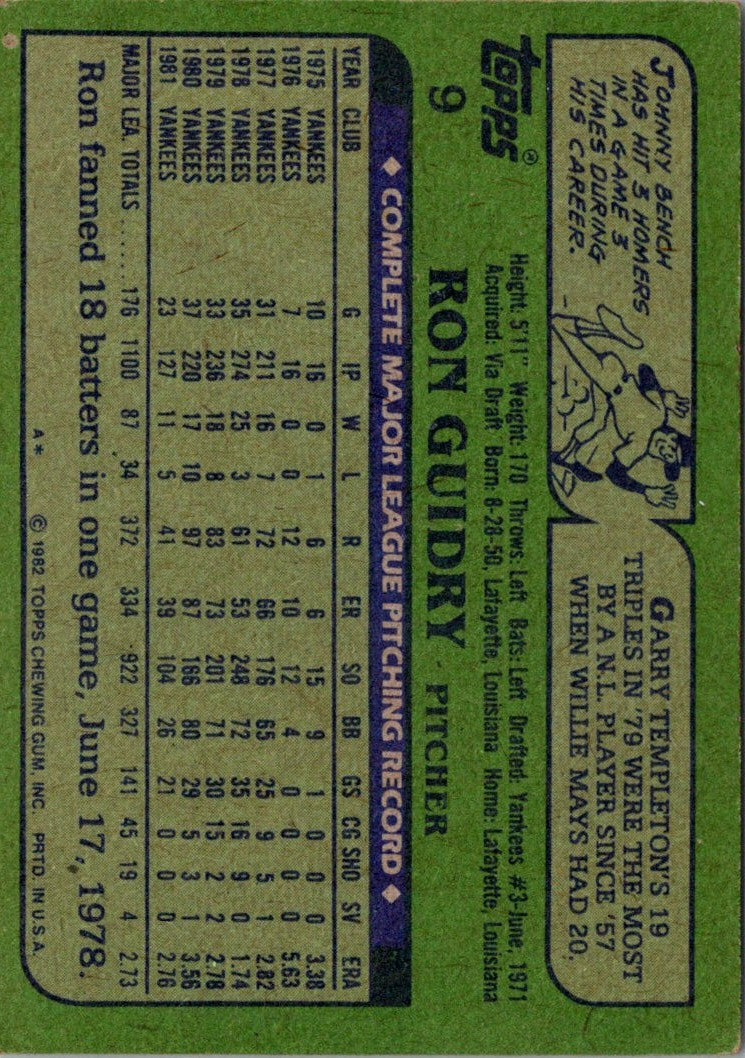 JOHNNY BENCH
HAS HIT 3 HOMERS
IN A GAME 3
TIMES DURING
HIS CAREER.
GARRY TEMPLETON'S 19
TRIPLES IN '79 WERE THE MOST
BY A N.L. PLAYER SINCE '57
WHEN WILLIE MAYS HAD 20.
Topps®
9
Height: 5'11" Weight: 170 Throws: Left Bats: Left Drafted: Yankees #3-June, 1971
Acquired: Via Draft Born: 8-28-50, Lafayette, Louisiana Home: Lafayette, Louisiana
RON GUIDRY · PITCHER
◆ COMPLETE MAJOR LEAGUE PITCHING RECORD ◆
YEAR CLUB G IP W L R ER SO BB GS CG SHO SV ERA
1975 YANKEES 10 16 0 1 6 6 15 9 1 0 0 0 3.38
1976 YANKEES 7 16 0 0 12 10 12 4 0 0 0 0 5.63
1977 YANKEES 31 211 16 7 72 66 176 65 25 9 5 1 2.82
1978 YANKEES 35 274 25 3 61 53 248 72 35 16 9 0 1.74
1979 YANKEES 33 236 18 8 83 73 201 71 30 15 2 2 2.78
1980 YANKEES 37 220 17 10 97 87 166 80 29 5 3 1 3.56
1981 YANKEES 23 127 11 5 41 39 104 26 21 0 0 0 2.76
MAJOR LEA. TOTALS ...... 176 1100 87 34 372 334 922 327 141 45 19 4 2.73
Ron fanned 18 batters in one game, June 17, 1978.
A* © 1982 TOPPS CHEWING GUM, INC. PRTD. IN U.S.A.